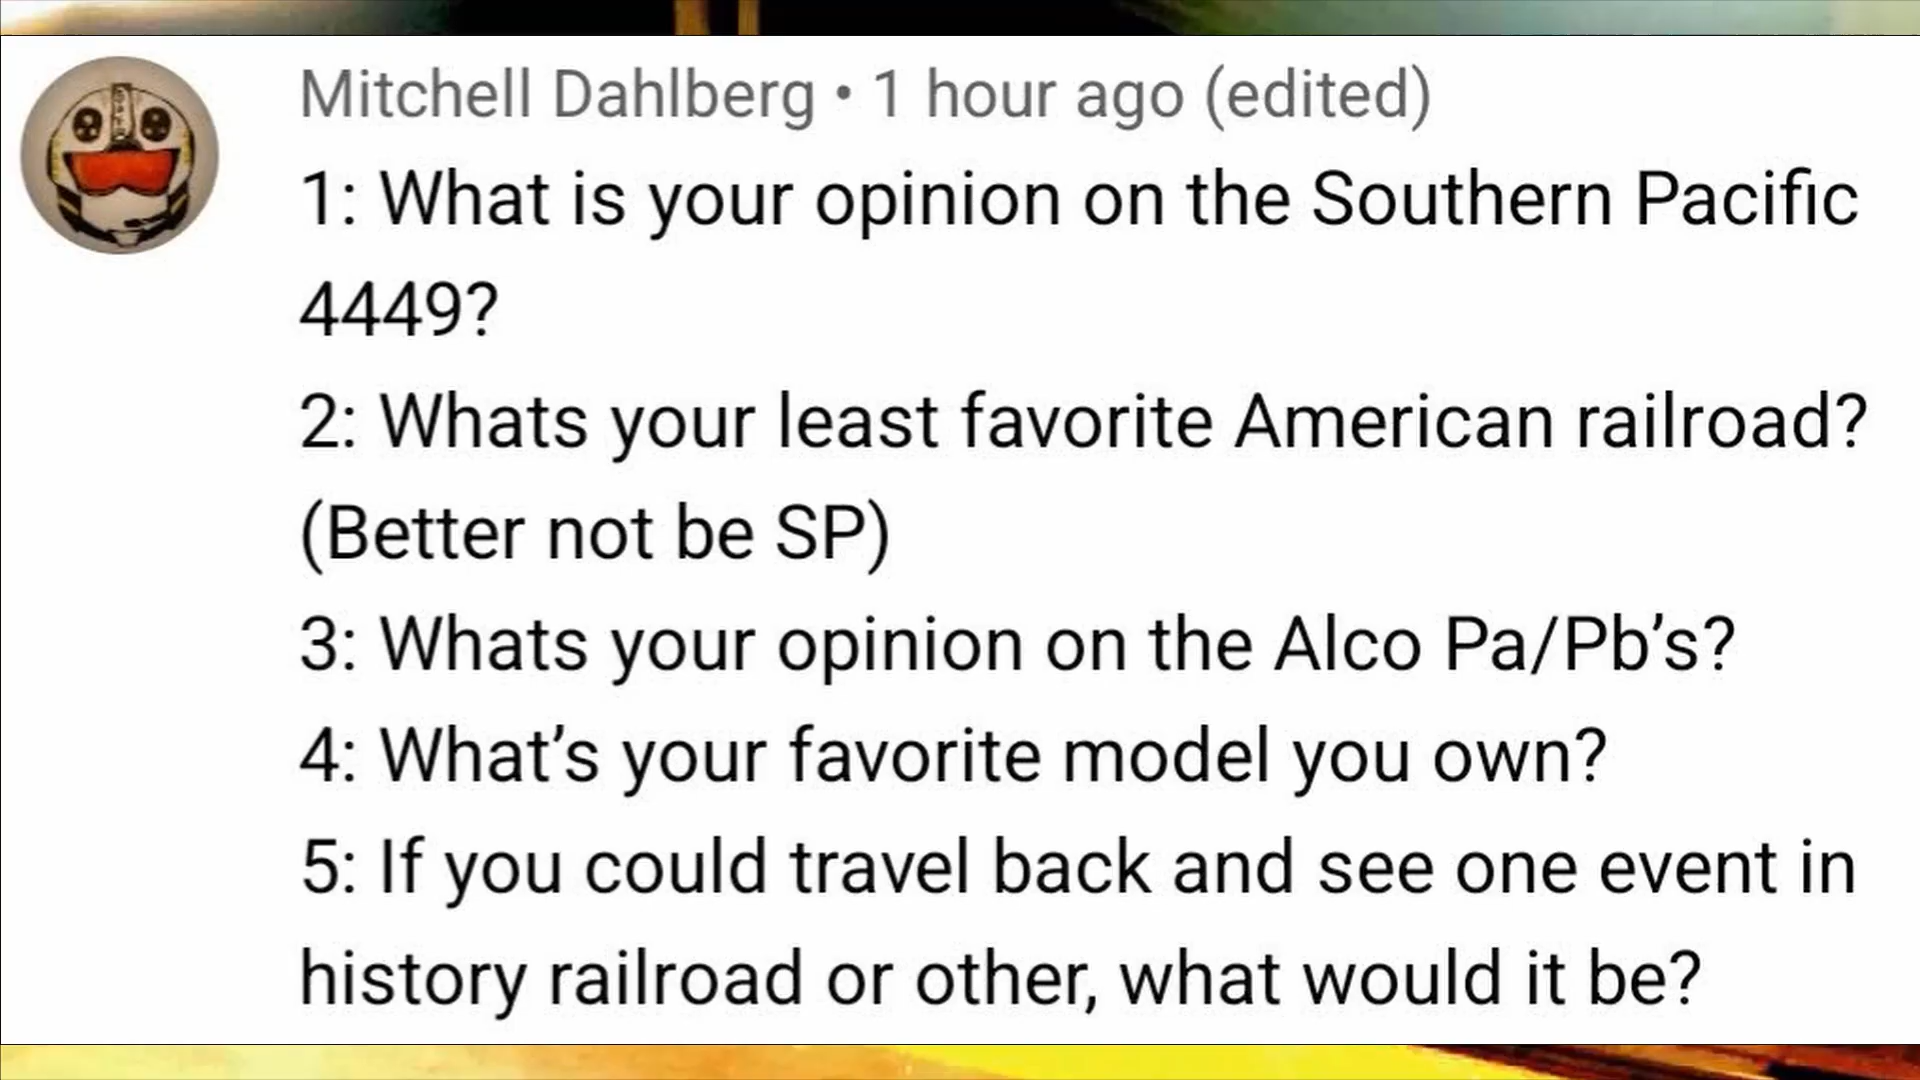 Mitchell Dahlberg • 1 hour ago (edited)
1: What is your opinion on the Southern Pacific
4449?
2: Whats your least favorite American railroad?
(Better not be SP)
3: Whats your opinion on the Alco Pa/Pb’s?
4: What’s your favorite model you own?
5: If you could travel back and see one event in
history railroad or other, what would it be?